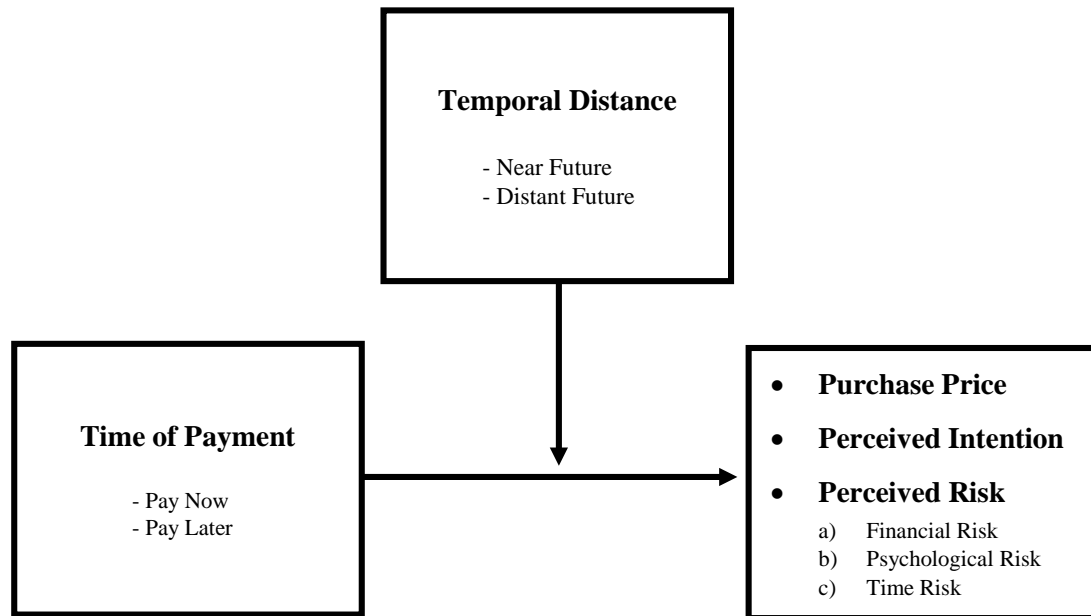 Temporal Distance
- Near Future
- Distant Future
Time of Payment
- Pay Now
- Pay Later
• Purchase Price
• Perceived Intention
• Perceived Risk
a) Financial Risk
b) Psychological Risk
c) Time Risk